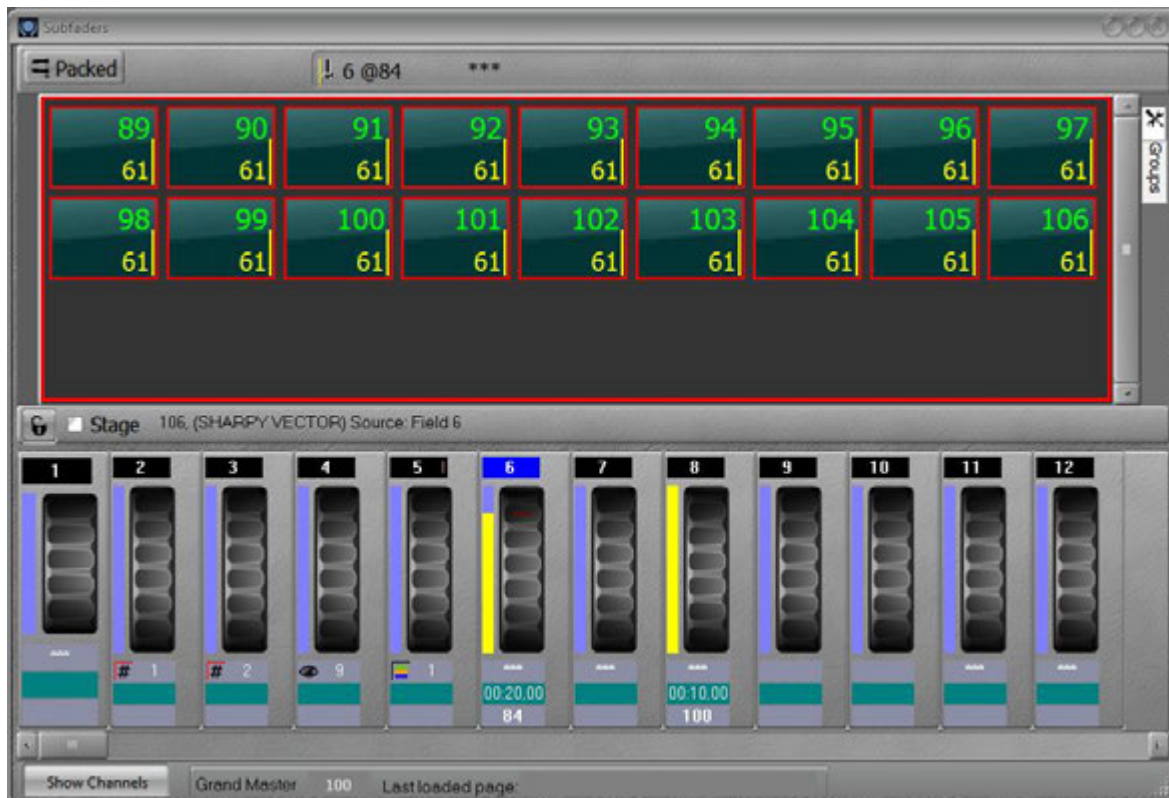 Subfaders
Packed 6 @84 ***
89 90 91 92 93 94 95 96 97
61 61 61 61 61 61 61 61 61
98 99 100 101 102 103 104 105 106
61 61 61 61 61 61 61 61 61
Groups
Stage 106, (SHARPY VECTOR) Source: Field 6
1 2 3 4 5 6 7 8 9 10 11 12
*** # 1 # 2 9 1 *** *** *** *** ***
00:20,00 00:10,00
84 100
Show Channels Grand Master 100 Last loaded page: